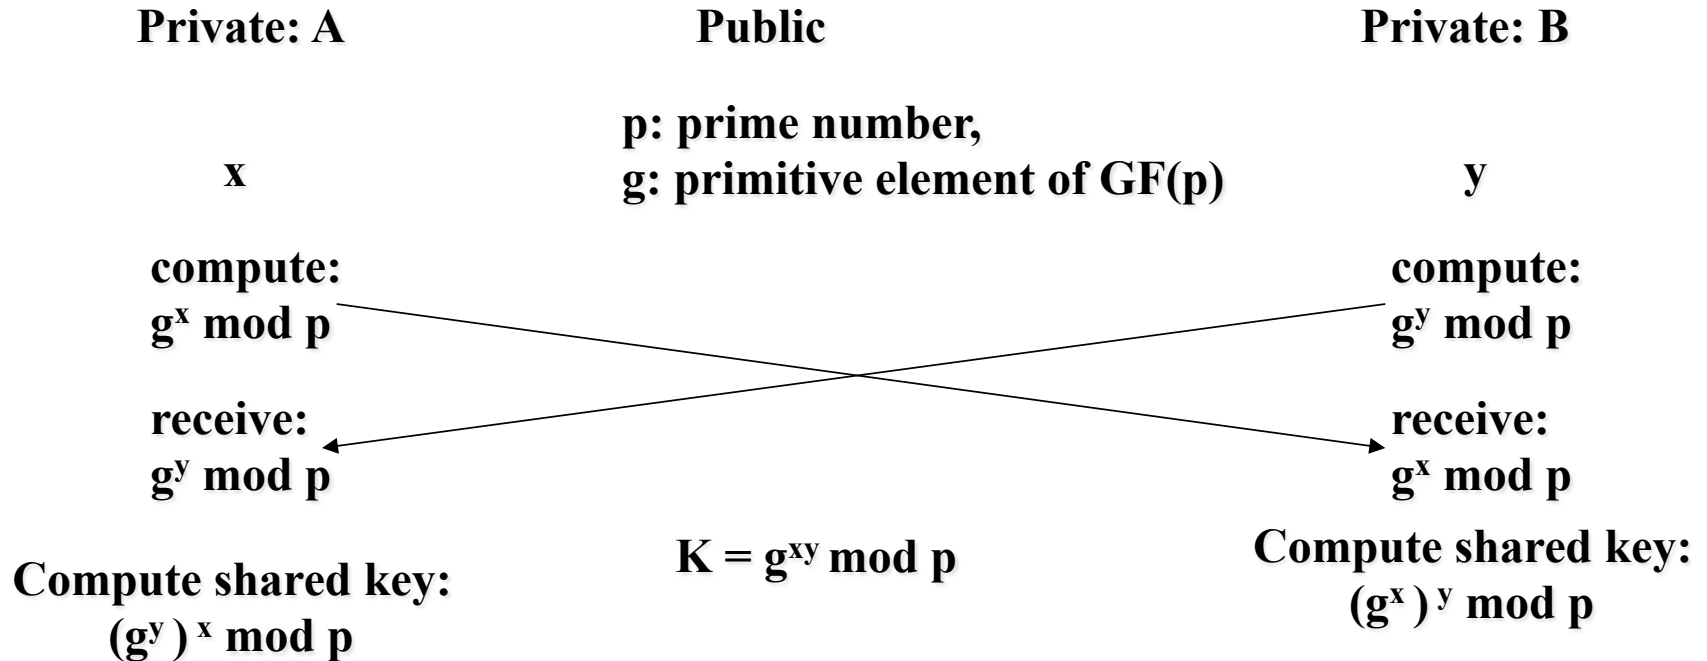 Private: A
Public
Private: B
p: prime number,
x
g: primitive element of GF(p)
y
compute:
gˣ mod p
compute:
gʸ mod p
receive:
gʸ mod p
receive:
gˣ mod p
Compute shared key:
(gʸ ) ˣ mod p
K = gˣʸ mod p
Compute shared key:
(gˣ ) ʸ mod p